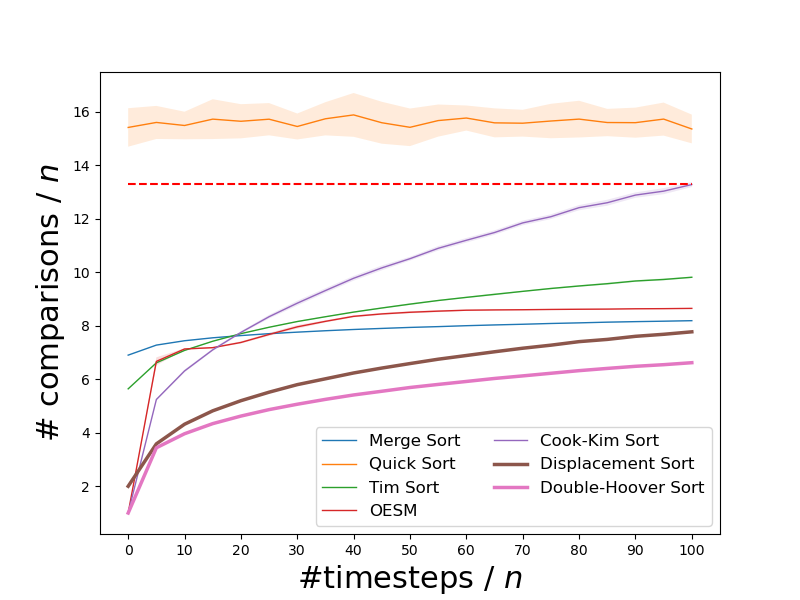 # comparisons / n
16
14
12
10
8
6
4
2
Merge Sort
Quick Sort
Tim Sort
OESM
Cook-Kim Sort
Displacement Sort
Double-Hoover Sort
0 10 20 30 40 50 60 70 80 90 100
#timesteps / n